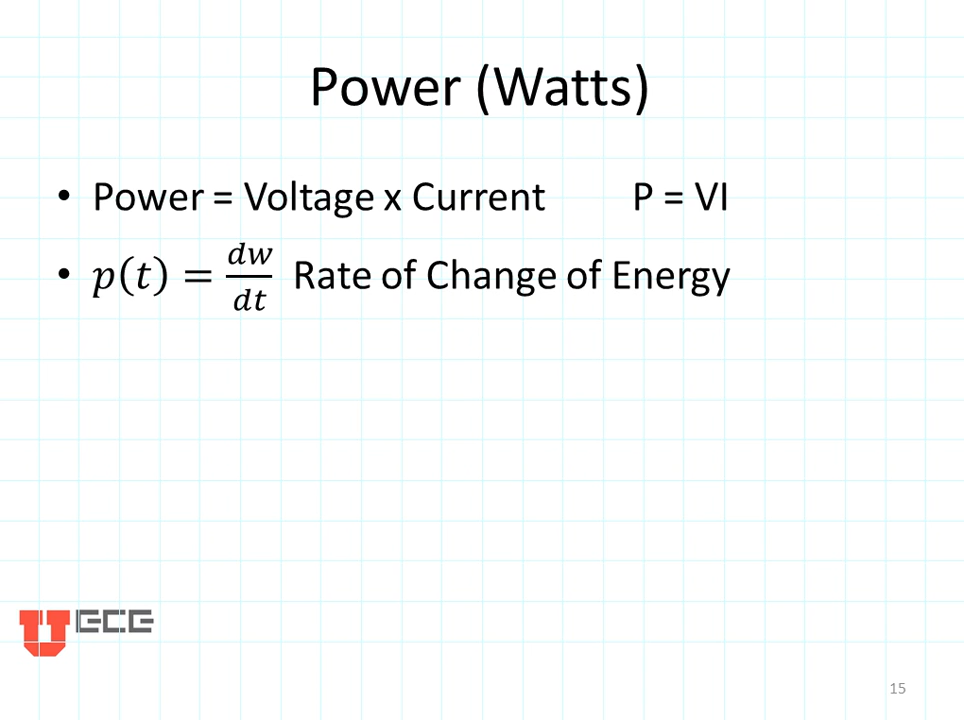 Power (Watts)
• Power = Voltage x Current P = VI
• p(t) = dw/dt Rate of Change of Energy
U ECE
15